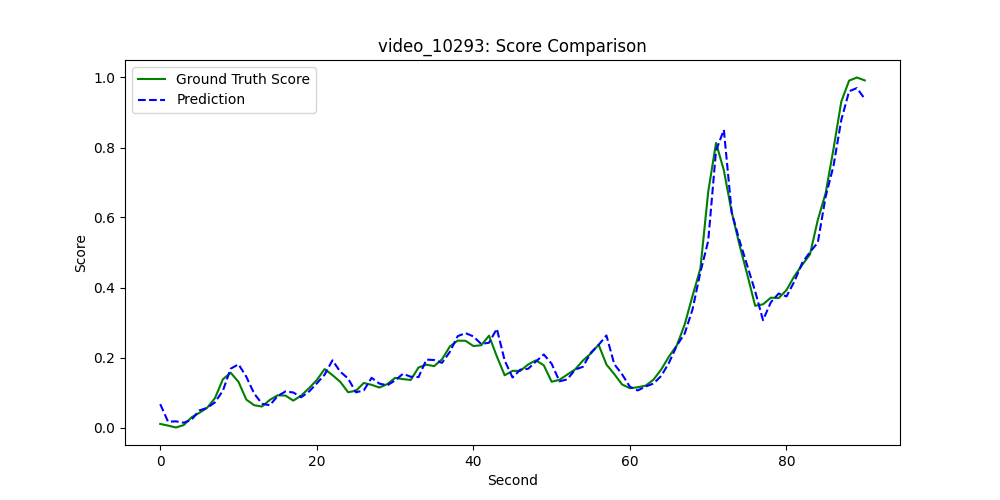 video_10293: Score Comparison
Ground Truth Score
Prediction
1.0
0.8
0.6
0.4
0.2
0.0
Score
0 20 40 60 80
Second